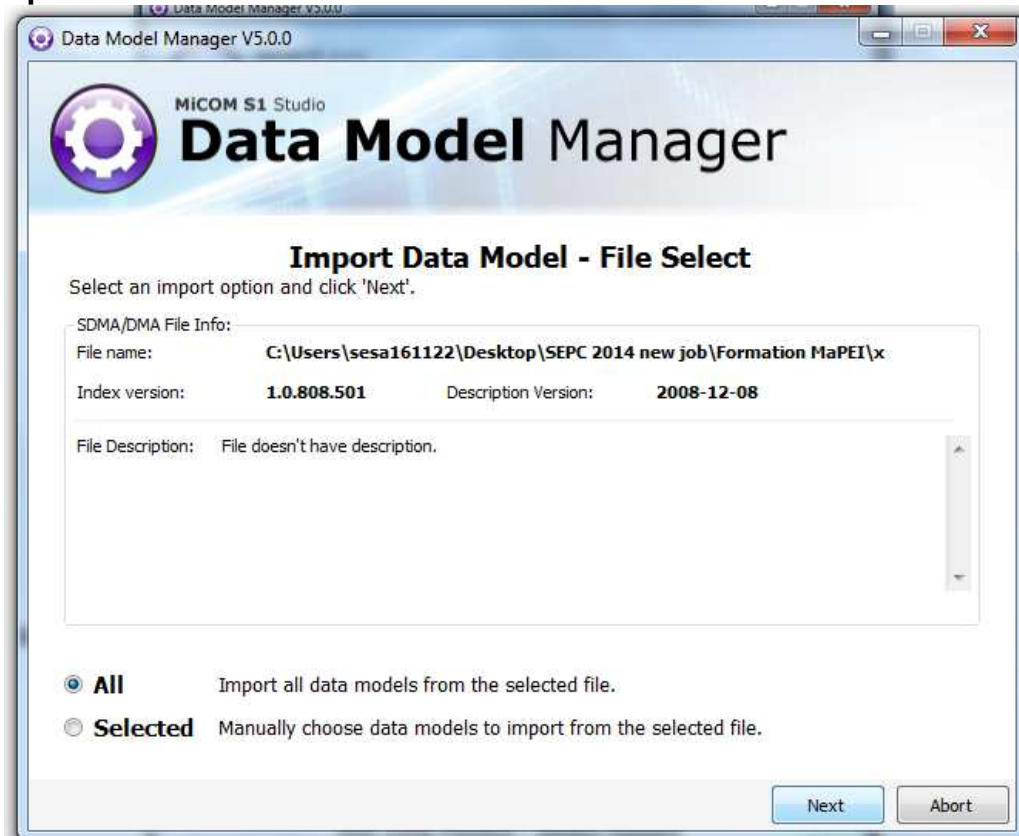 Data Model Manager V5.0.0
Data Model Manager V5.0.0
MiCOM S1 Studio
Data Model Manager
Import Data Model - File Select
Select an import option and click 'Next'.
SDMA/DMA File Info:
File name: C:\Users\sesa161122\Desktop\SEPC 2014 new job\Formation MaPEI\x
Index version: 1.0.808.501 Description Version: 2008-12-08
File Description: File doesn't have description.
All Import all data models from the selected file.
Selected Manually choose data models to import from the selected file.
Next Abort